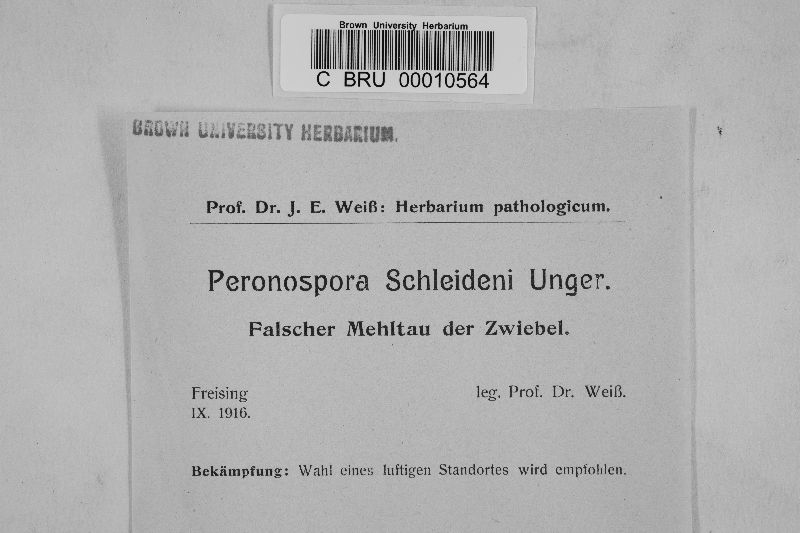 Brown University Herbarium
C BRU 00010564
BROWN UNIVERSITY HERBARIUM.
Prof. Dr. J. E. Weiß: Herbarium pathologicum.
Peronospora Schleideni Unger.
Falscher Mehltau der Zwiebel.
Freising leg. Prof. Dr. Weiß.
IX. 1916.
Bekämpfung: Wahl eines luftigen Standortes wird empfohlen.